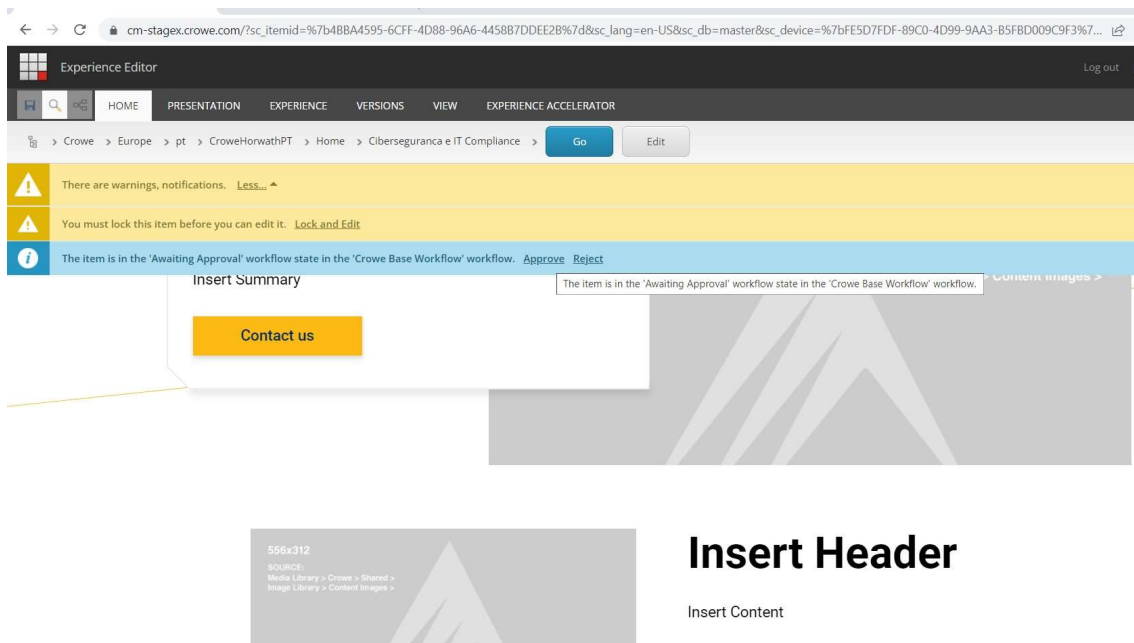 cm-stagex.crowe.com/?sc_itemid=%7b4BBA4595-6CFF-4D88-96A6-4458B7DDEE2B%7d&sc_lang=en-US&sc_db=master&sc_device=%7bFE5D7FDF-89C0-4D99-9AA3-B5FBD009C9F3%7...
Experience Editor Log out
HOME PRESENTATION EXPERIENCE VERSIONS VIEW EXPERIENCE ACCELERATOR
> Crowe > Europe > pt > CroweHorwathPT > Home > Ciberseguranca e IT Compliance > Go Edit
There are warnings, notifications. Less...
You must lock this item before you can edit it. Lock and Edit
The item is in the 'Awaiting Approval' workflow state in the 'Crowe Base Workflow' workflow. Approve Reject
Insert Summary
The item is in the 'Awaiting Approval' workflow state in the 'Crowe Base Workflow' workflow.
> Content Images >
Contact us
556x312
SOURCE:
Media Library > Crowe > Shared >
Image Library > Content Images >
Insert Header
Insert Content